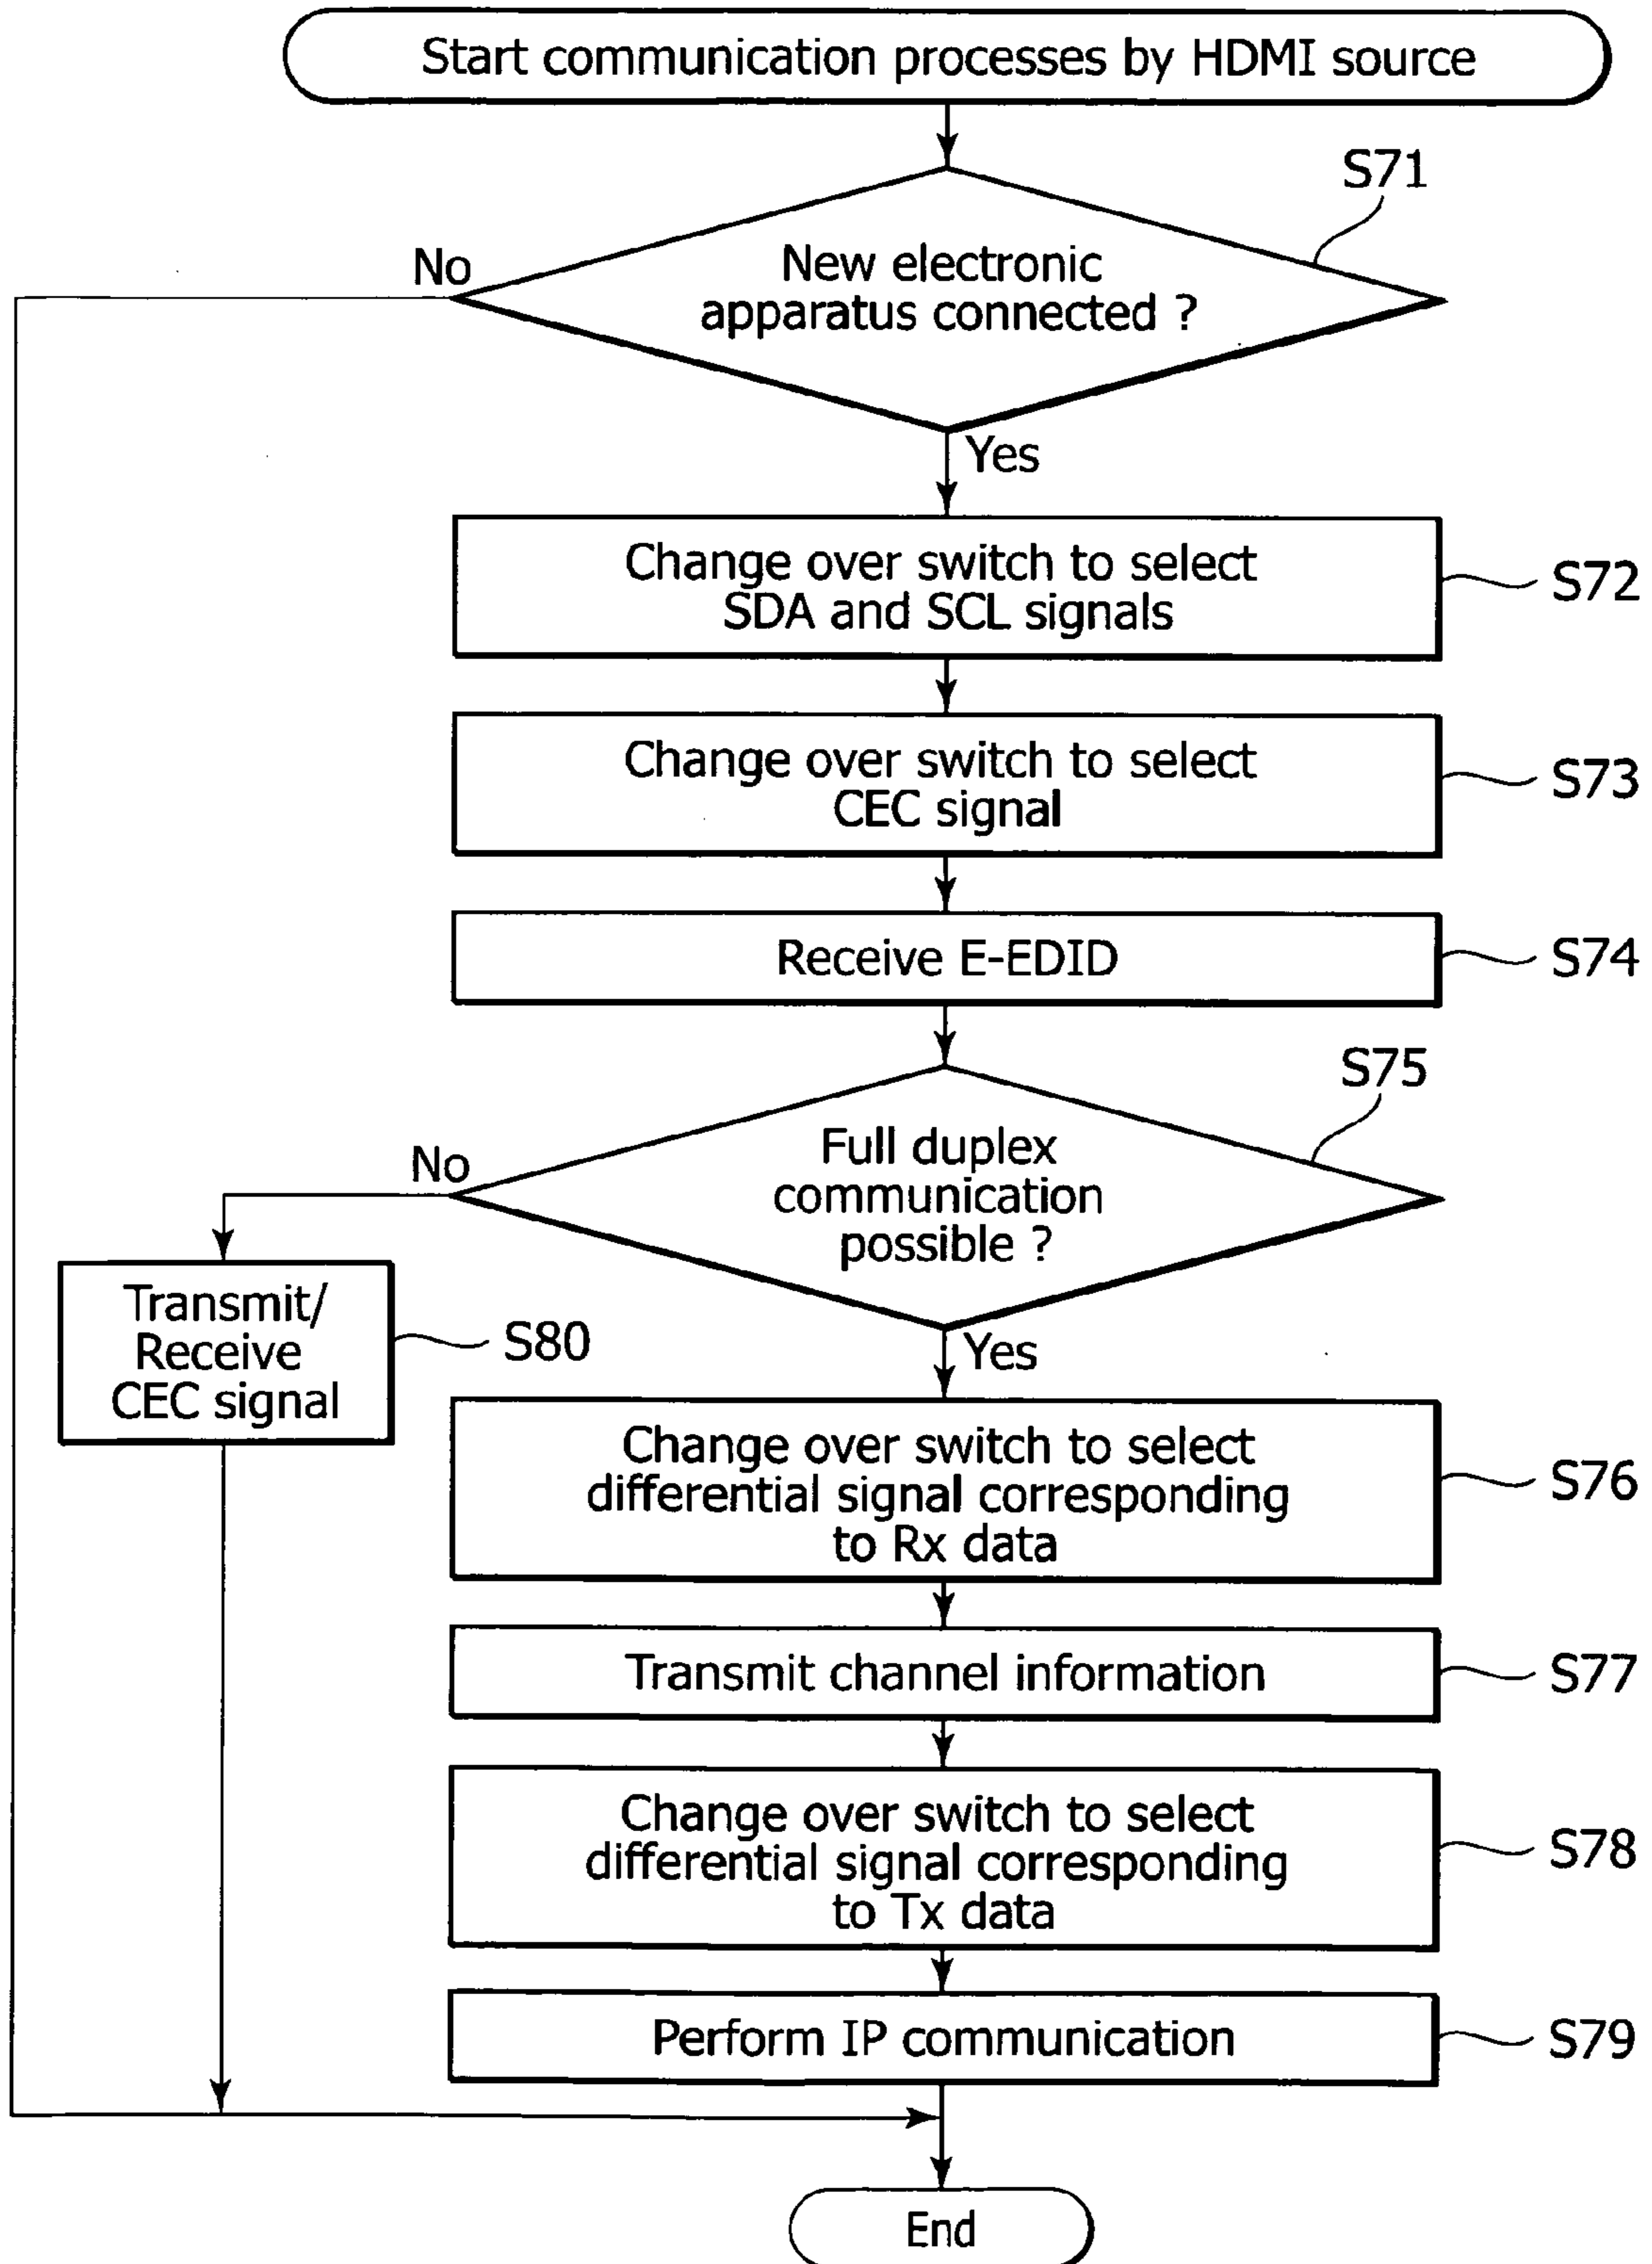 Start communication processes by HDMI source
S71
No
New electronic
apparatus connected ?
Yes
Change over switch to select
SDA and SCL signals
S72
Change over switch to select
CEC signal
S73
Receive E-EDID
S74
S75
No
Full duplex
communication
possible ?
Transmit/
Receive
CEC signal
S80
Yes
Change over switch to select
differential signal corresponding
to Rx data
S76
Transmit channel information
S77
Change over switch to select
differential signal corresponding
to Tx data
S78
Perform IP communication
S79
End